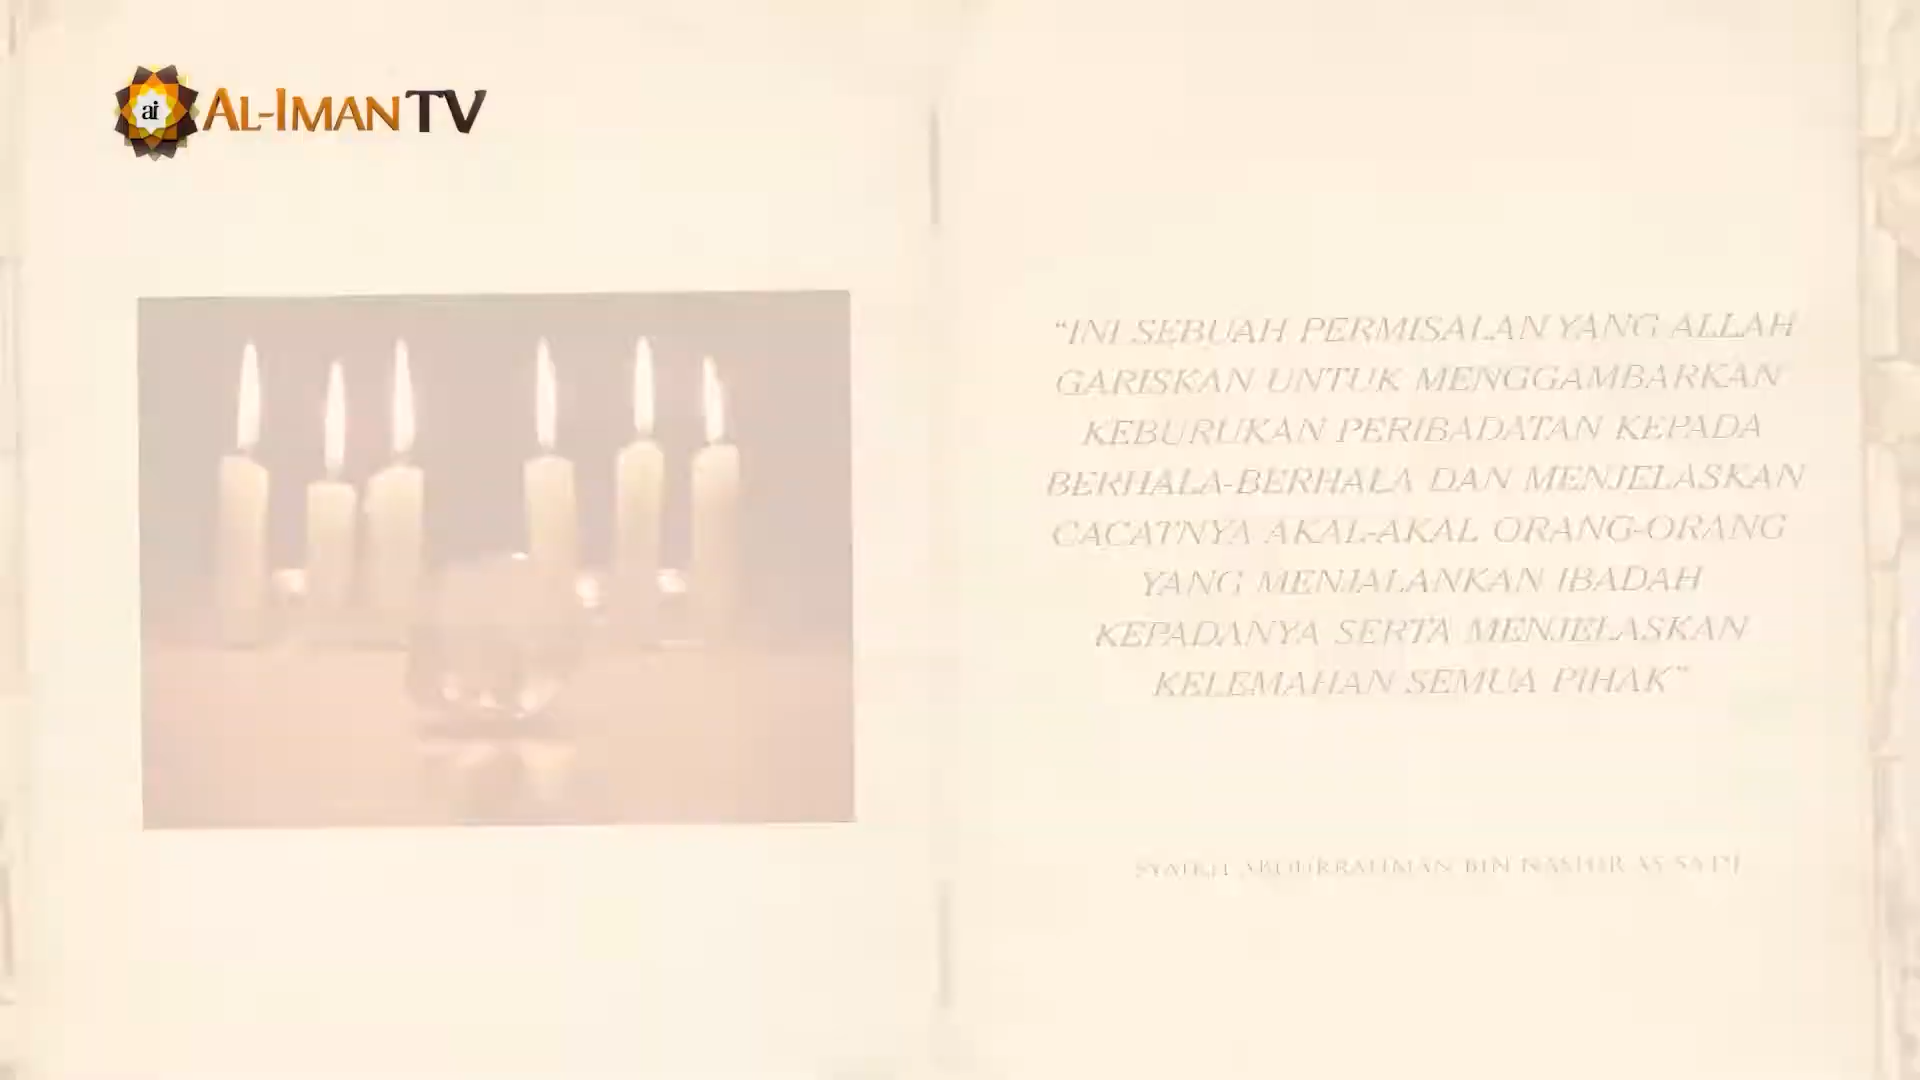 ai AL-IMAN TV
“INI SEBUAH PERMISALAN YANG ALLAH
GARISKAN UNTUK MENGGAMBARKAN
KEBURUKAN PERIBADATAN KEPADA
BERHALA-BERHALA DAN MENJELASKAN
CACATNYA AKAL-AKAL ORANG-ORANG
YANG MENJALANKAN IBADAH
KEPADANYA SERTA MENJELASKAN
KELEMAHAN SEMUA PIHAK”
SYAIKH ABDURRAHMAN BIN NASHIR AS SA'DI